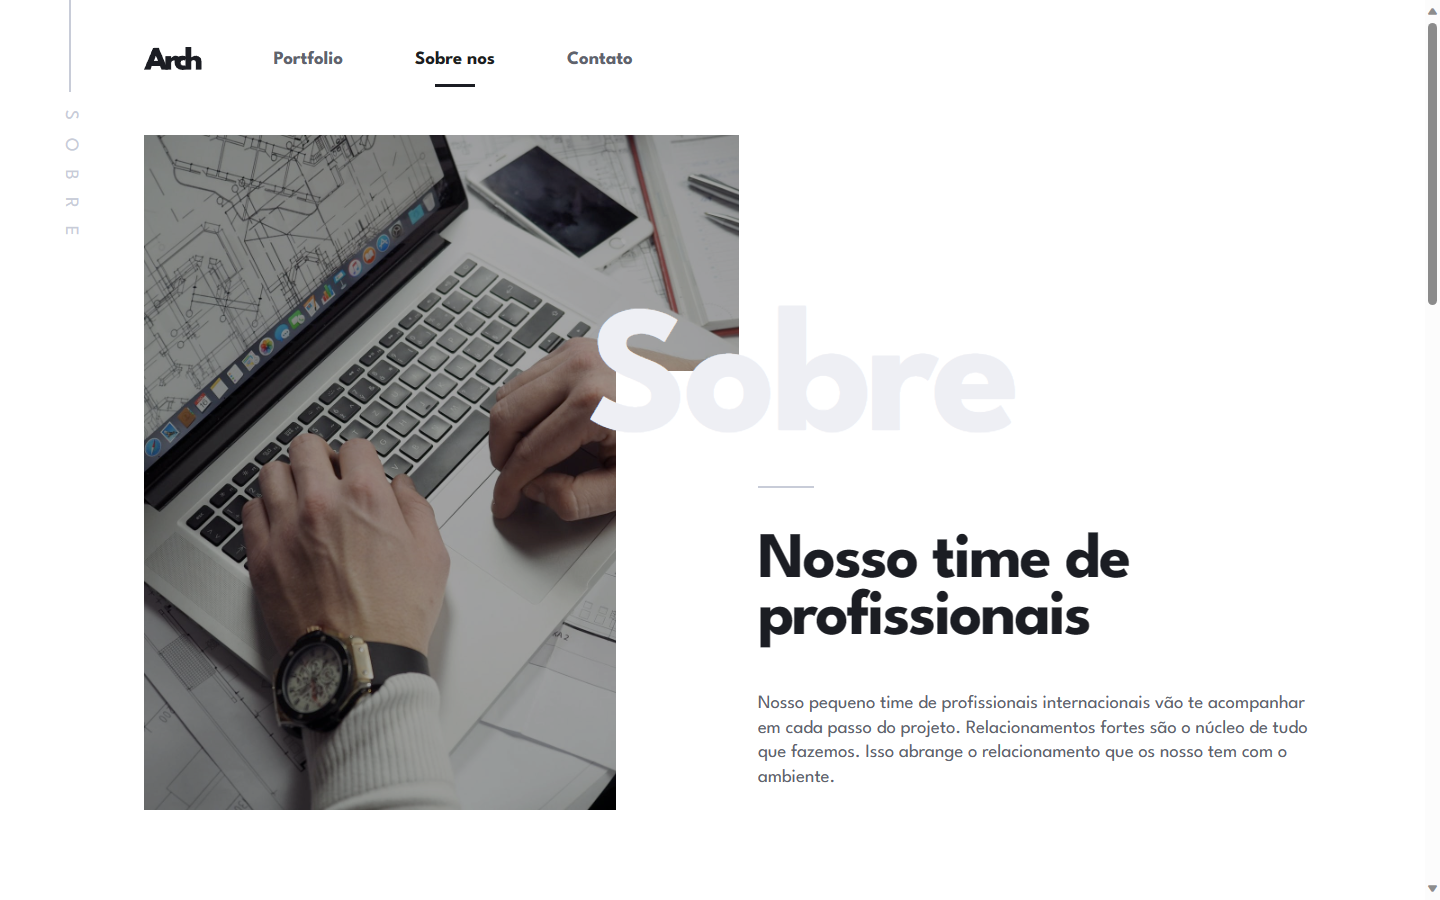 Arch
Portfolio
Sobre nos
Contato
SOBRE
Sobre
Nosso time de
profissionais
Nosso pequeno time de profissionais internacionais vão te acompanhar
em cada passo do projeto. Relacionamentos fortes são o núcleo de tudo
que fazemos. Isso abrange o relacionamento que os nosso tem com o
ambiente.